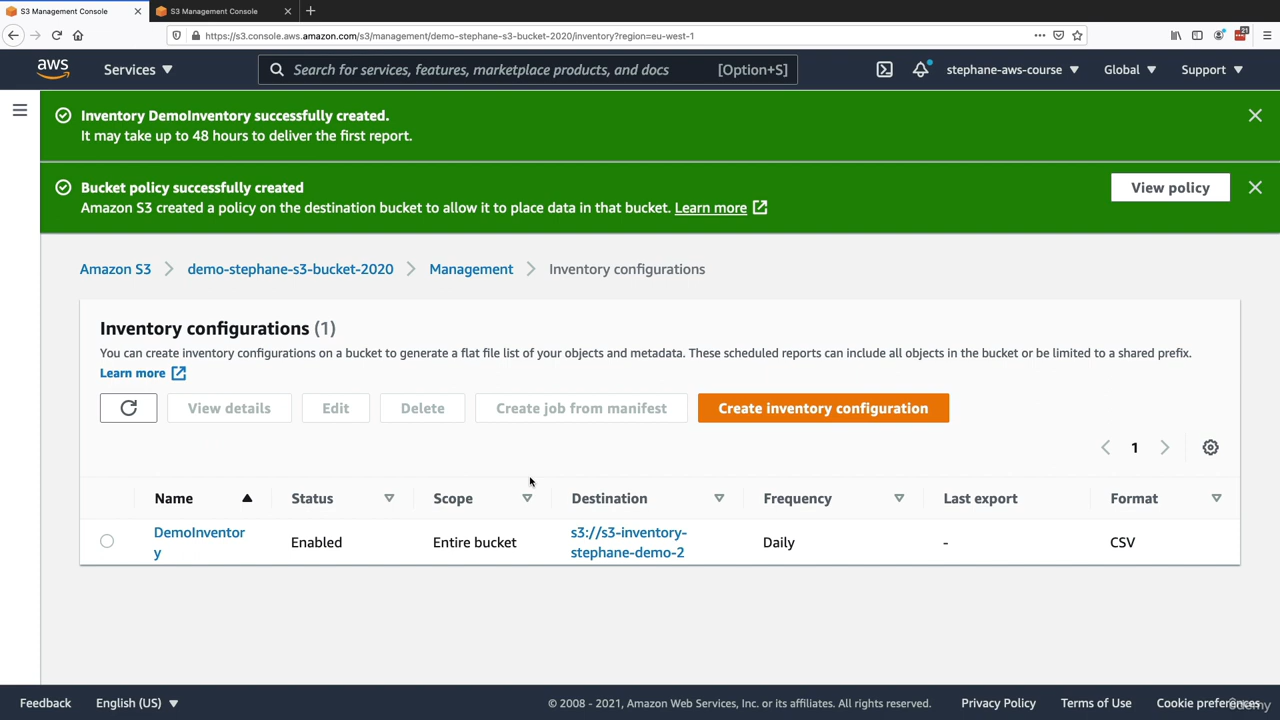 S3 Management Console
S3 Management Console
https://s3.console.aws.amazon.com/s3/management/demo-stephane-s3-bucket-2020/inventory?region=eu-west-1
aws
Services
Search for services, features, marketplace products, and docs
[Option+S]
stephane-aws-course
Global
Support
Inventory DemoInventory successfully created.
It may take up to 48 hours to deliver the first report.
Bucket policy successfully created
Amazon S3 created a policy on the destination bucket to allow it to place data in that bucket. Learn more
View policy
Amazon S3
demo-stephane-s3-bucket-2020
Management
Inventory configurations
Inventory configurations (1)
You can create inventory configurations on a bucket to generate a flat file list of your objects and metadata. These scheduled reports can include all objects in the bucket or be limited to a shared prefix.
Learn more
View details
Edit
Delete
Create job from manifest
Create inventory configuration
1
Name
Status
Scope
Destination
Frequency
Last export
Format
DemoInventor
y
Enabled
Entire bucket
s3://s3-inventory-
stephane-demo-2
Daily
-
CSV
Feedback
English (US)
© 2008 - 2021, Amazon Web Services, Inc. or its affiliates. All rights reserved.
Privacy Policy
Terms of Use
Cookie preferences